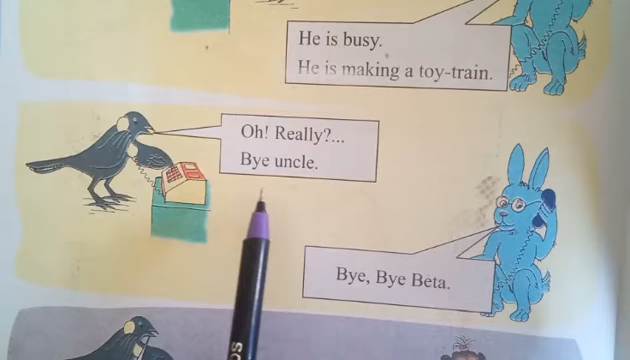 He is busy.
He is making a toy-train.
Oh! Really?...
Bye uncle.
Bye, Bye Beta.